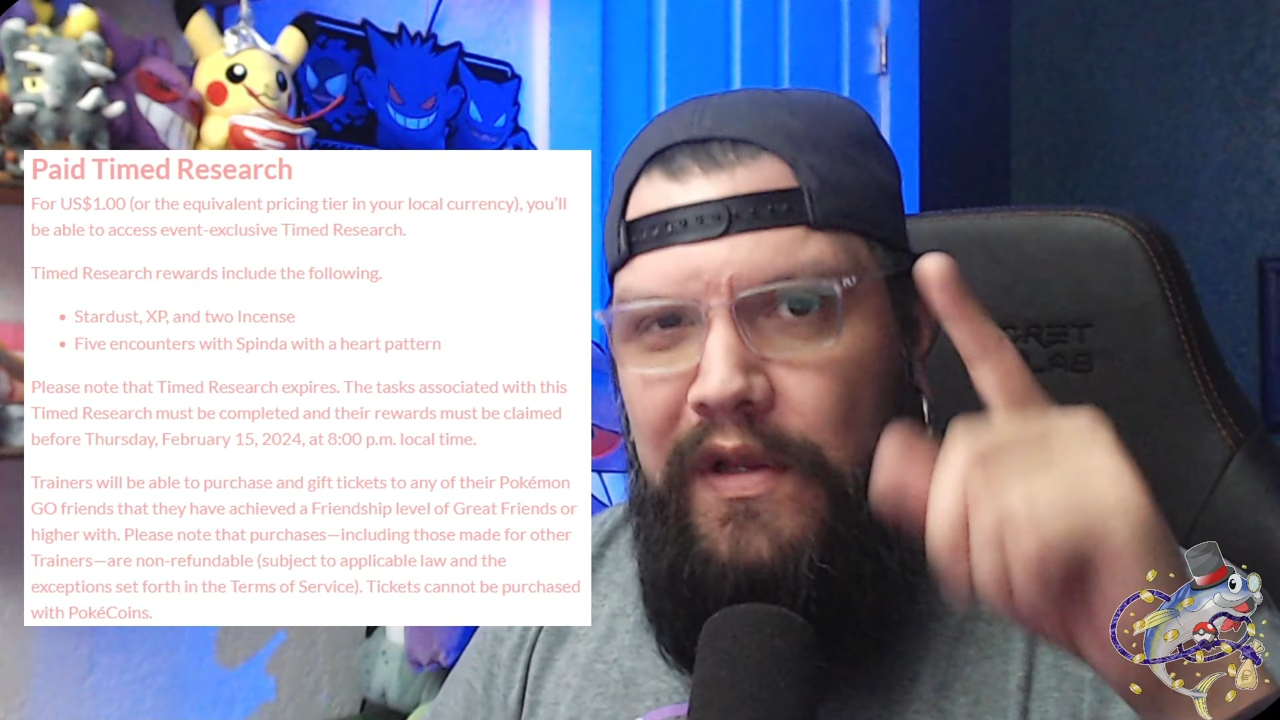 Paid Timed Research
For US$1.00 (or the equivalent pricing tier in your local currency), you’ll
be able to access event-exclusive Timed Research.
Timed Research rewards include the following.
• Stardust, XP, and two Incense
• Five encounters with Spinda with a heart pattern
Please note that Timed Research expires. The tasks associated with this
Timed Research must be completed and their rewards must be claimed
before Thursday, February 15, 2024, at 8:00 p.m. local time.
Trainers will be able to purchase and gift tickets to any of their Pokémon
GO friends that they have achieved a Friendship level of Great Friends or
higher with. Please note that purchases—including those made for other
Trainers—are non-refundable (subject to applicable law and the
exceptions set forth in the Terms of Service). Tickets cannot be purchased
with PokéCoins.